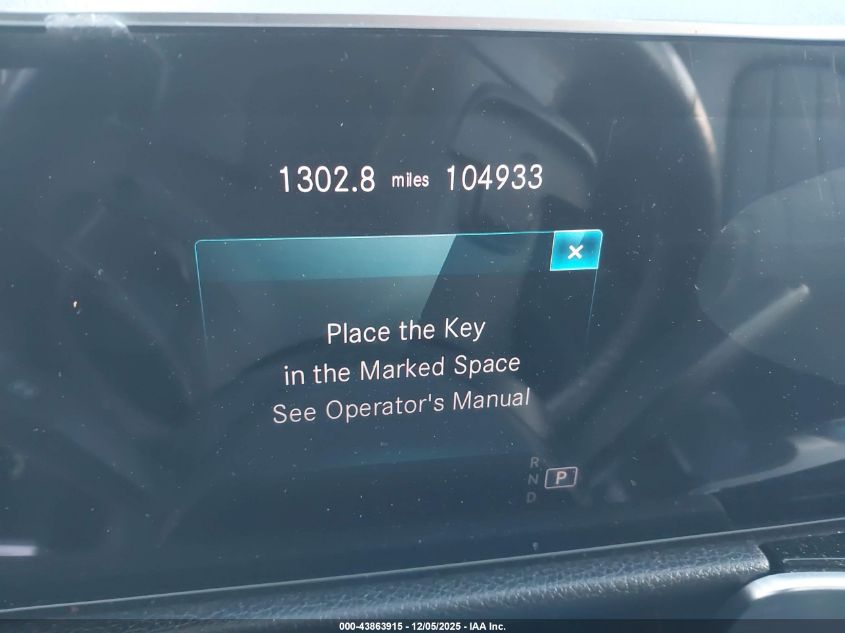 1302.8 miles 104933
×
Place the Key
in the Marked Space
See Operator's Manual
R
N P
D
000-43863915 - 12/05/2025 - IAA Inc.